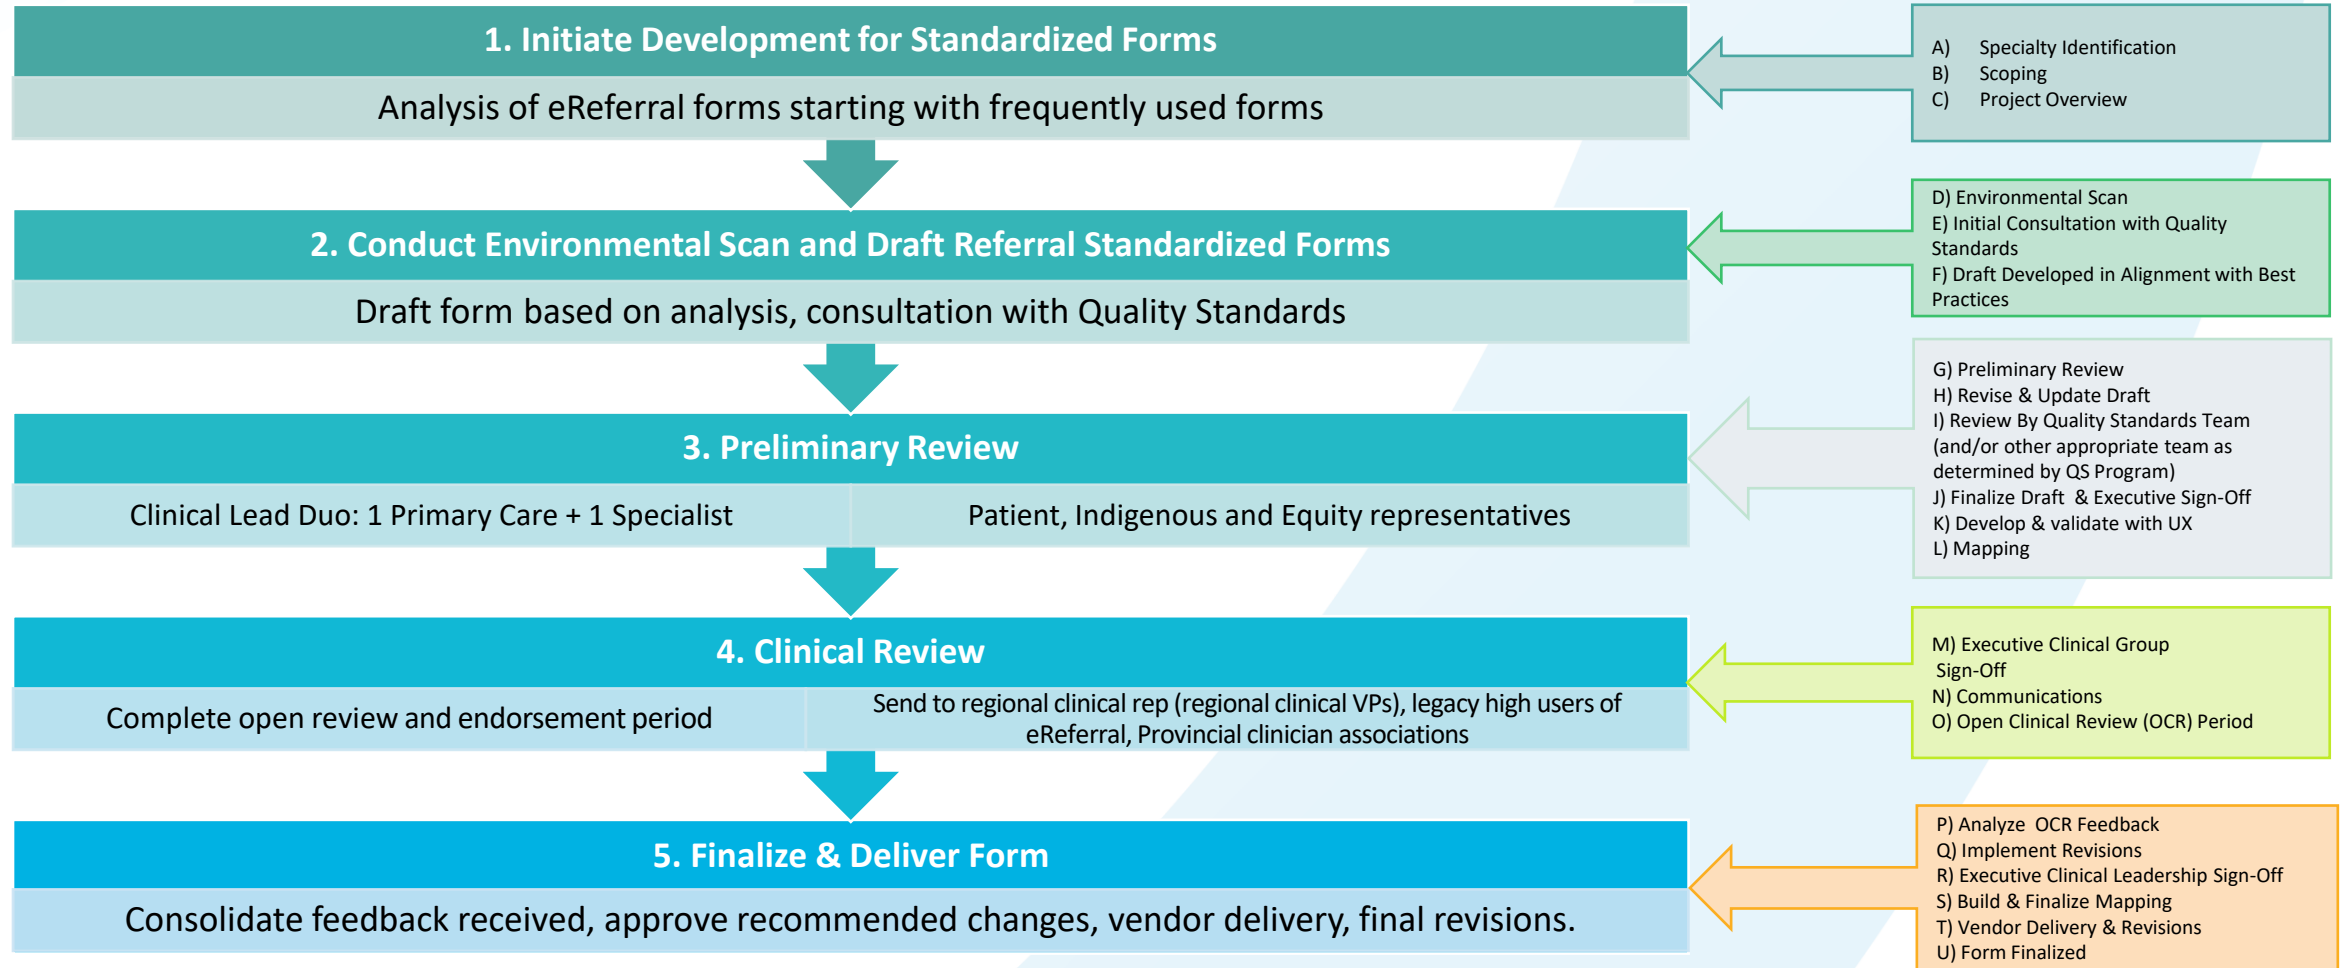 1. Initiate Development for Standardized Forms
Analysis of eReferral forms starting with frequently used forms
A) Specialty Identification
B) Scoping
C) Project Overview
2. Conduct Environmental Scan and Draft Referral Standardized Forms
Draft form based on analysis, consultation with Quality Standards
D) Environmental Scan
E) Initial Consultation with Quality
Standards
F) Draft Developed in Alignment with Best
Practices
3. Preliminary Review
Clinical Lead Duo: 1 Primary Care + 1 Specialist
Patient, Indigenous and Equity representatives
G) Preliminary Review
H) Revise & Update Draft
I) Review By Quality Standards Team
(and/or other appropriate team as
determined by QS Program)
J) Finalize Draft & Executive Sign-Off
K) Develop & validate with UX
L) Mapping
4. Clinical Review
Complete open review and endorsement period
Send to regional clinical rep (regional clinical VPs), legacy high users of
eReferral, Provincial clinician associations
M) Executive Clinical Group
Sign-Off
N) Communications
O) Open Clinical Review (OCR) Period
5. Finalize & Deliver Form
Consolidate feedback received, approve recommended changes, vendor delivery, final revisions.
P) Analyze OCR Feedback
Q) Implement Revisions
R) Executive Clinical Leadership Sign-Off
S) Build & Finalize Mapping
T) Vendor Delivery & Revisions
U) Form Finalized